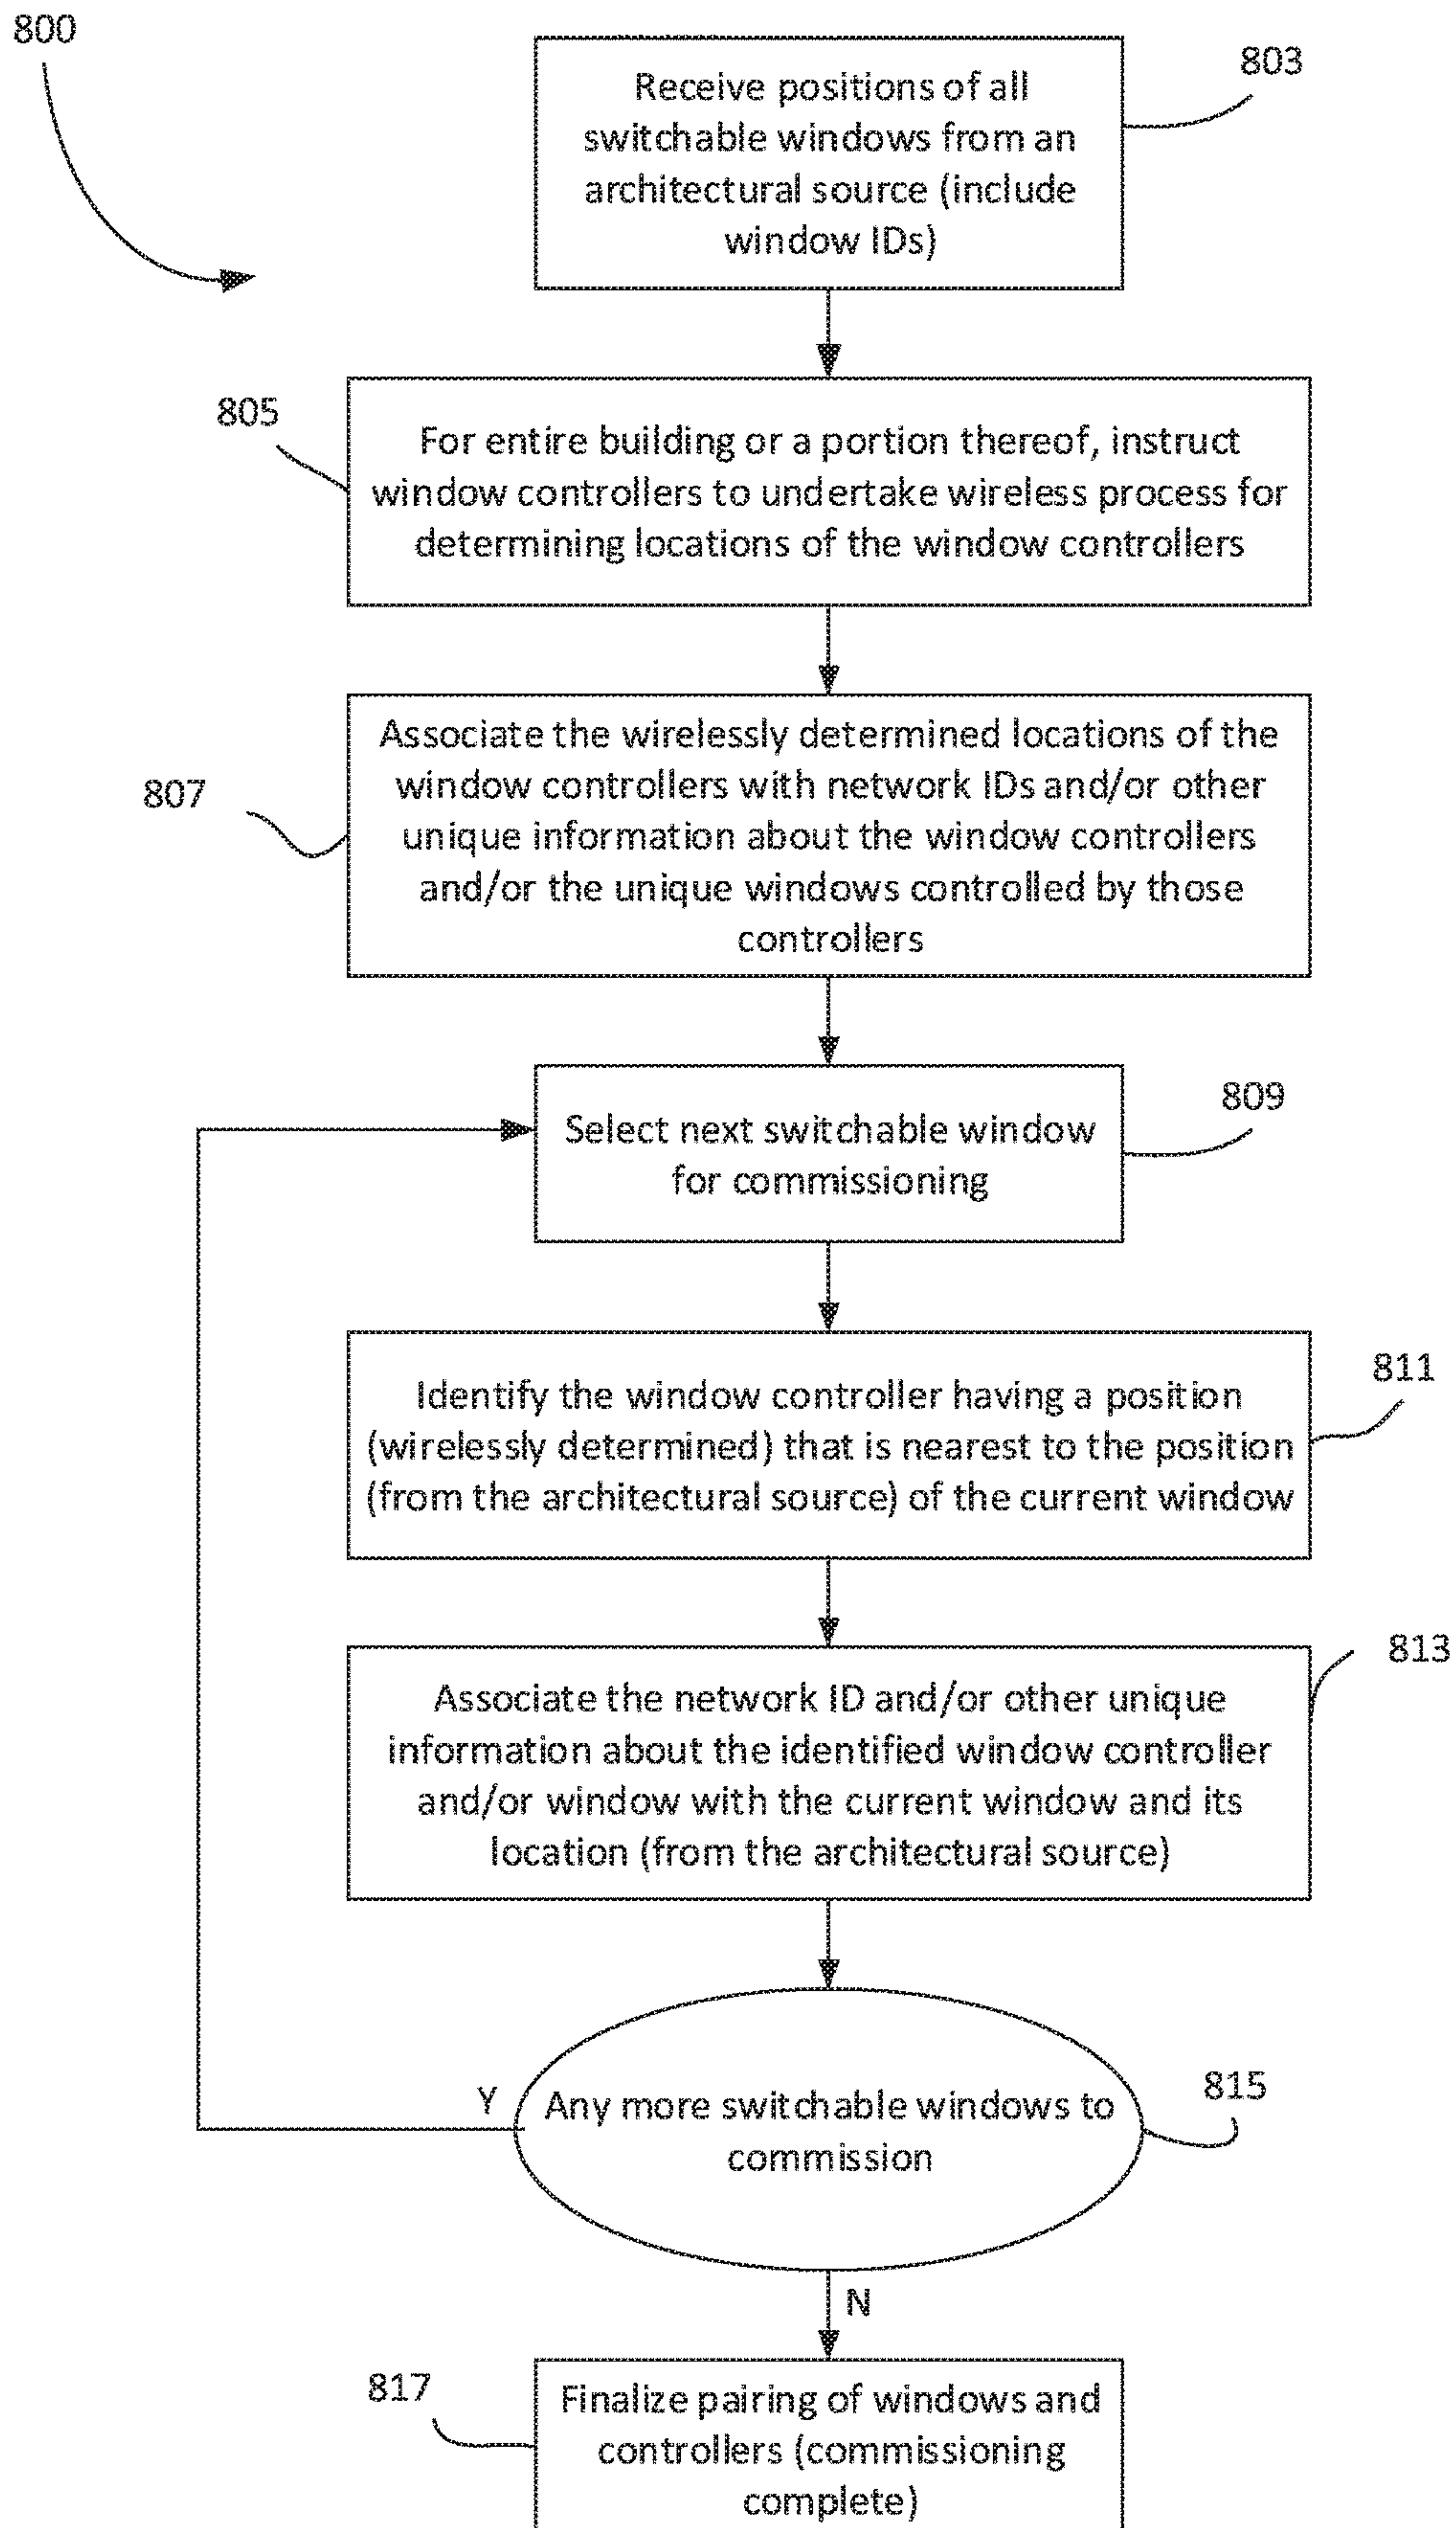 800
803
Receive positions of all
switchable windows from an
architectural source (include
window IDs)
805
For entire building or a portion thereof, instruct
window controllers to undertake wireless process for
determining locations of the window controllers
807
Associate the wirelessly determined locations of the
window controllers with network IDs and/or other
unique information about the window controllers
and/or the unique windows controlled by those
controllers
809
Select next switchable window
for commissioning
811
Identify the window controller having a position
(wirelessly determined) that is nearest to the position
(from the architectural source) of the current window
813
Associate the network ID and/or other unique
information about the identified window controller
and/or window with the current window and its
location (from the architectural source)
815
Y
Any more switchable windows to
commission
N
817
Finalize pairing of windows and
controllers (commissioning
complete)